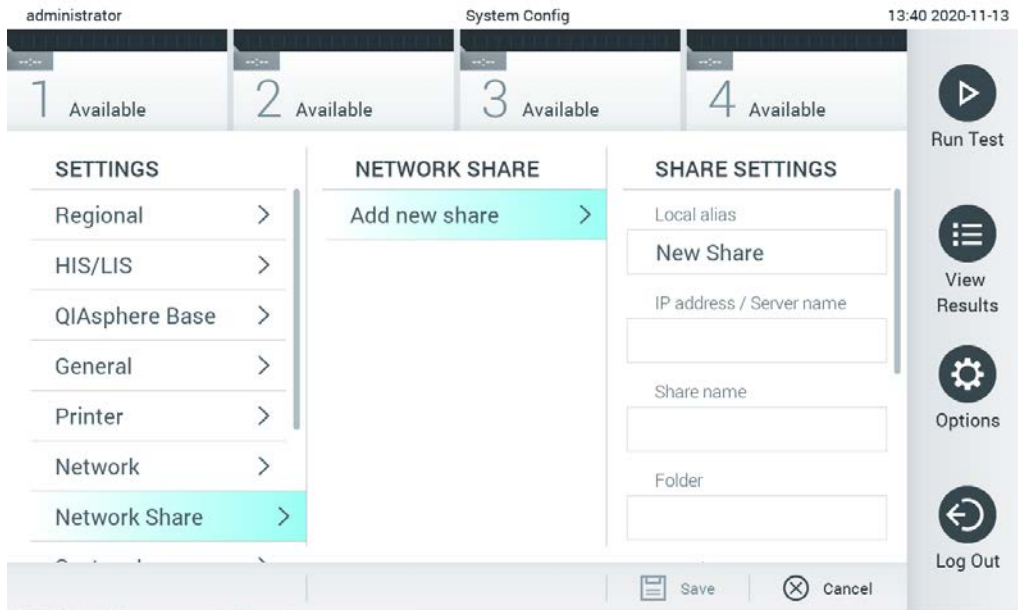 administrator
System Config
13:40 2020-11-13
--:--
--:--
--:--
--:--
1 Available
2 Available
3 Available
4 Available
Run Test
View
Results
Options
Log Out
SETTINGS
Regional
HIS/LIS
QIAsphere Base
General
Printer
Network
Network Share
NETWORK SHARE
Add new share
SHARE SETTINGS
Local alias
New Share
IP address / Server name
Share name
Folder
Save
Cancel